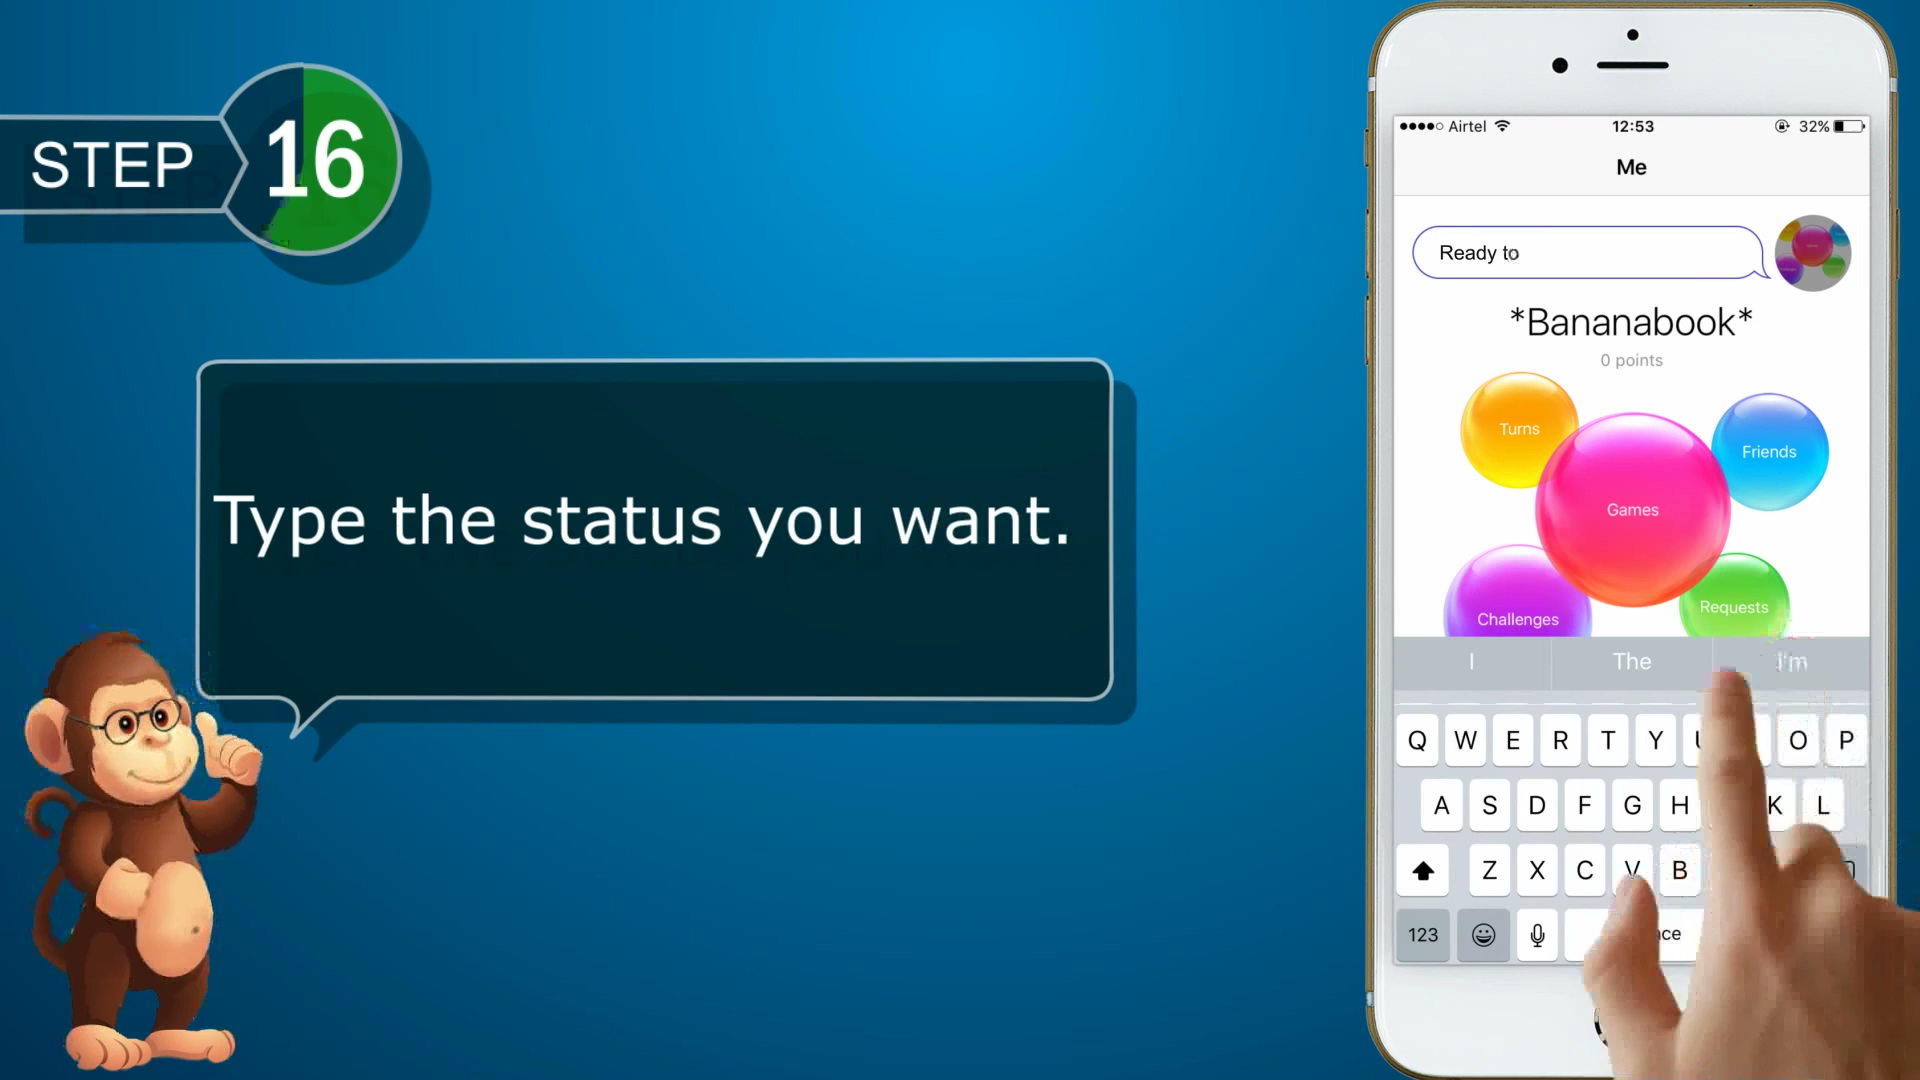 STEP 16
Type the status you want.
Airtel 12:53 32%
Me
Ready to
*Bananabook*
0 points
Turns
Friends
Games
Challenges
Requests
I The I'm
Q W E R T Y O P
A S D F G H K L
Z X C V B
123